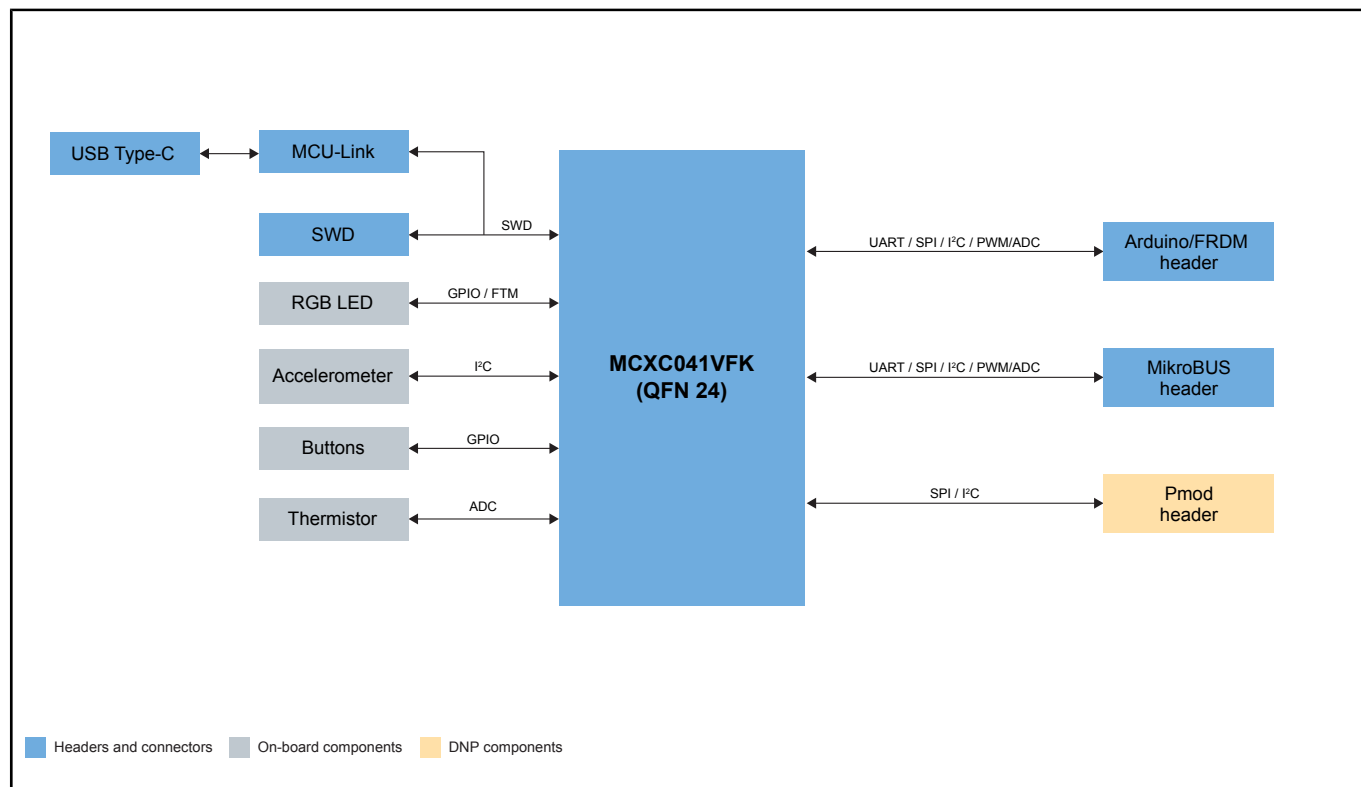 USB Type-C
MCU-Link
SWD
SWD
RGB LED
GPIO / FTM
Accelerometer
I²C
Buttons
GPIO
Thermistor
ADC
MCXC041VFK
(QFN 24)
UART / SPI / I²C / PWM/ADC
Arduino/FRDM
header
UART / SPI / I²C / PWM/ADC
MikroBUS
header
SPI / I²C
Pmod
header
Headers and connectors
On-board components
DNP components